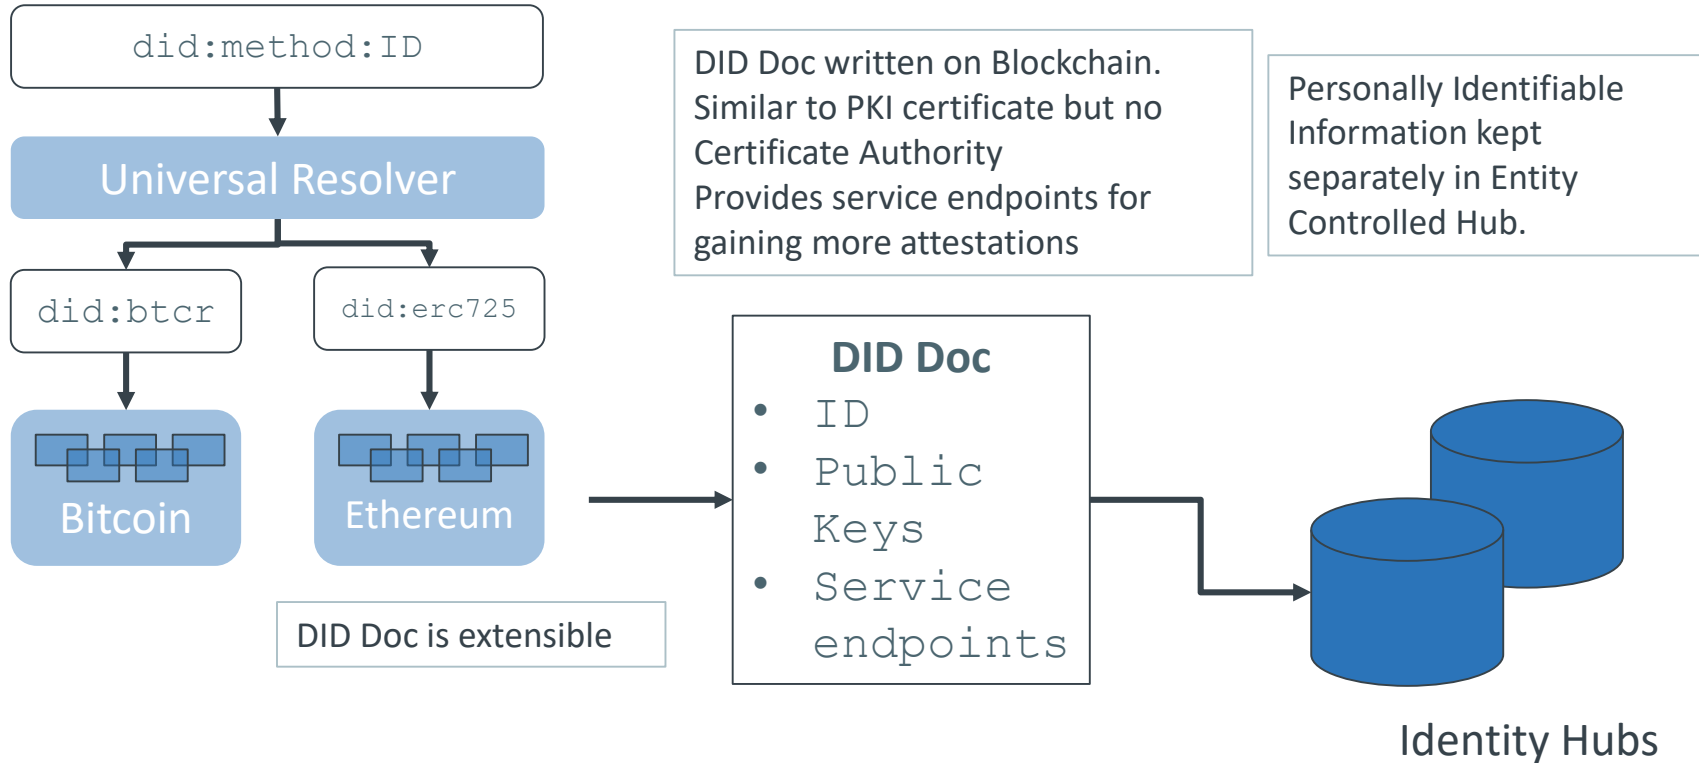 did:method:ID
Universal Resolver
did:btcr
did:erc725
Bitcoin
Ethereum
DID Doc written on Blockchain.
Similar to PKI certificate but no
Certificate Authority
Provides service endpoints for
gaining more attestations
Personally Identifiable
Information kept
separately in Entity
Controlled Hub.
DID Doc is extensible
DID Doc
• ID
• Public
Keys
• Service
endpoints
Identity Hubs